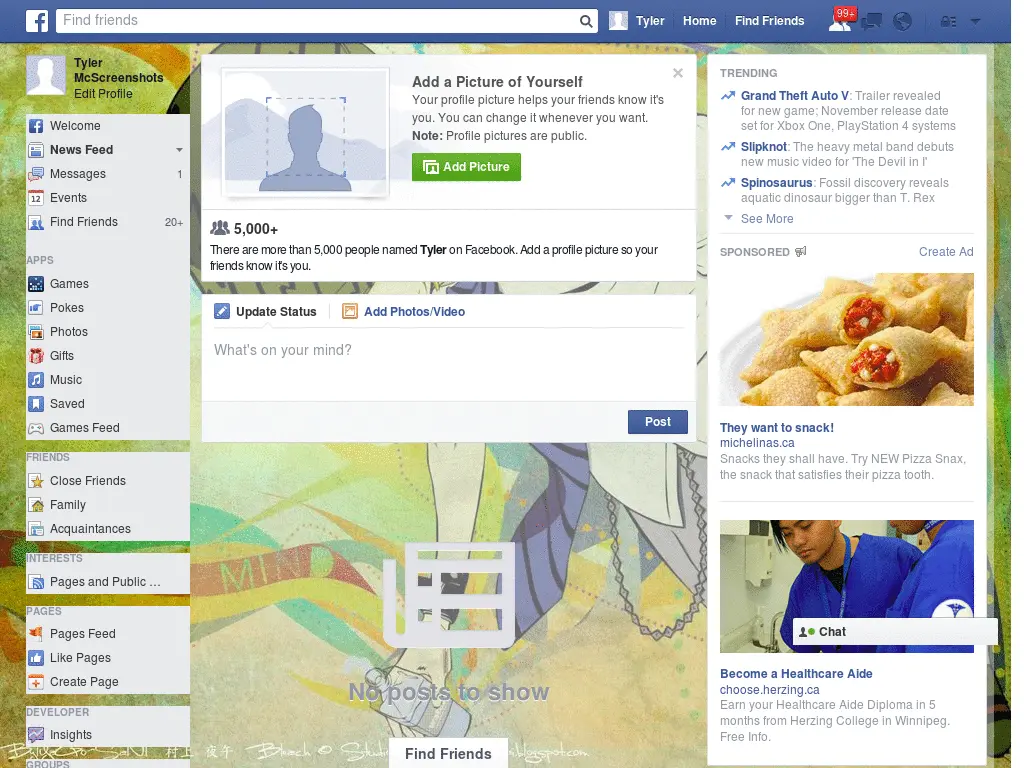 Find friends
Tyler
Home
Find Friends
99+
Tyler
McScreenshots
Edit Profile
Welcome
News Feed
Messages 1
Events
Find Friends 20+
APPS
Games
Pokes
Photos
Gifts
Music
Saved
Games Feed
FRIENDS
Close Friends
Family
Acquaintances
INTERESTS
Pages and Public ...
PAGES
Pages Feed
Like Pages
Create Page
DEVELOPER
Insights
GROUPS
Add a Picture of Yourself
Your profile picture helps your friends know it's
you. You can change it whenever you want.
Note: Profile pictures are public.
Add Picture
5,000+
There are more than 5,000 people named Tyler on Facebook. Add a profile picture so your
friends know it's you.
Update Status
Add Photos/Video
What's on your mind?
Post
MIND
No posts to show
Find Friends
TRENDING
Grand Theft Auto V: Trailer revealed
for new game; November release date
set for Xbox One, PlayStation 4 systems
Slipknot: The heavy metal band debuts
new music video for 'The Devil in I'
Spinosaurus: Fossil discovery reveals
aquatic dinosaur bigger than T. Rex
See More
SPONSORED
Create Ad
They want to snack!
michelinas.ca
Snacks they shall have. Try NEW Pizza Snax,
the snack that satisfies their pizza tooth.
Chat
Become a Healthcare Aide
choose.herzing.ca
Earn your Healthcare Aide Diploma in 5
months from Herzing College in Winnipeg.
Free Info.
村上 夜午 Bleach ©
blogspot.com